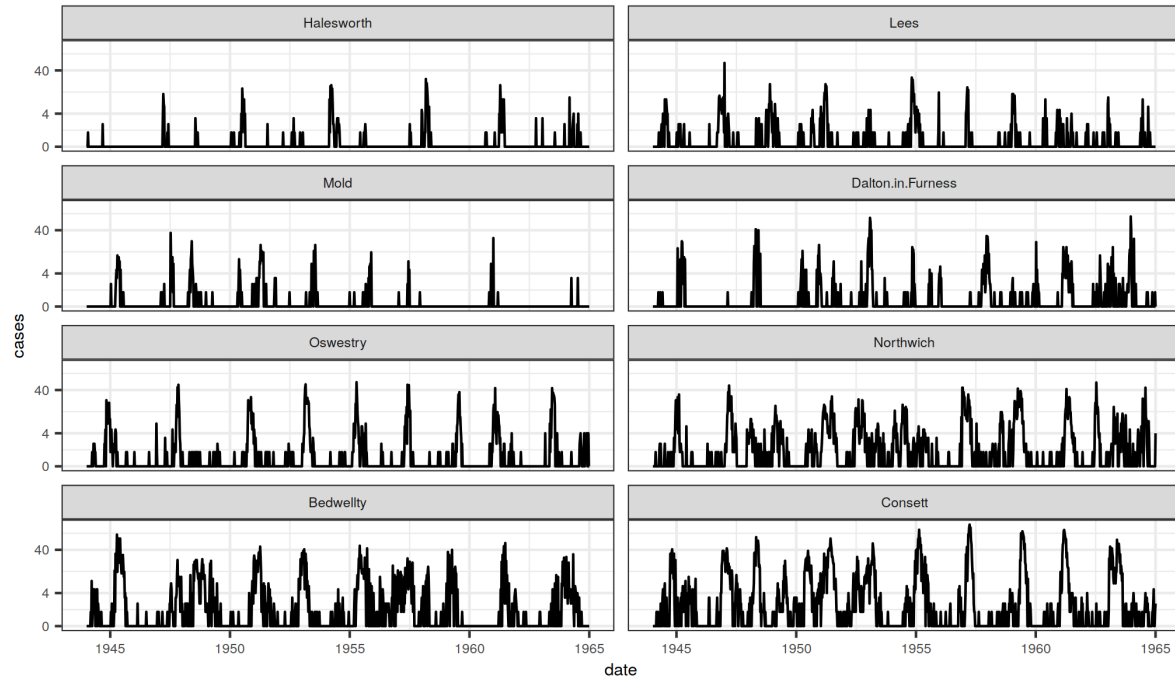 Halesworth
Lees
40
4
0
Mold
Dalton.in.Furness
40
4
0
Oswestry
Northwich
40
4
0
Bedwellty
Consett
40
4
0
1945 1950 1955 1960 1965
1945 1950 1955 1960 1965
cases
date